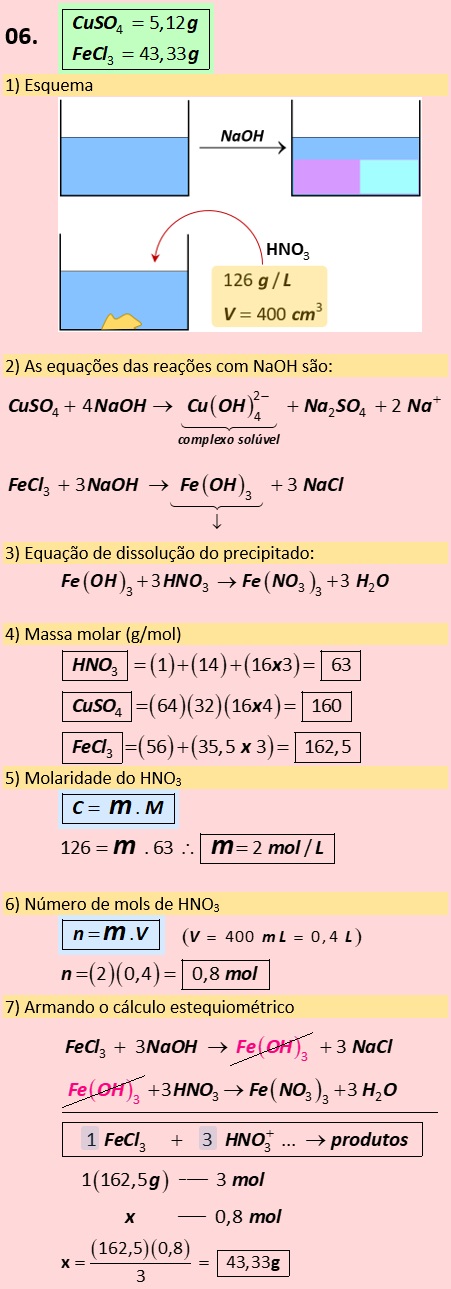 06.
CuSO₄ = 5,12g
FeCl₃ = 43,33g
1) Esquema
NaOH
HNO₃
126 g / L
V = 400 cm³
2) As equações das reações com NaOH são:
CuSO₄ + 4NaOH → Cu(OH)₄²⁻ + Na₂SO₄ + 2 Na⁺
complexo solúvel
FeCl₃ + 3NaOH → Fe(OH)₃ + 3 NaCl
↓
3) Equação de dissolução do precipitado:
Fe(OH)₃ + 3HNO₃ → Fe(NO₃)₃ + 3 H₂O
4) Massa molar (g/mol)
HNO₃ = (1)+(14)+(16x3) = 63
CuSO₄ = (64)(32)(16x4) = 160
FeCl₃ = (56)+(35,5 x 3) = 162,5
5) Molaridade do HNO₃
C = m . M
126 = m . 63 ∴ m = 2 mol / L
6) Número de mols de HNO₃
n = m .V (V = 400 mL = 0,4 L)
n = (2)(0,4) = 0,8 mol
7) Armando o cálculo estequiométrico
FeCl₃ + 3NaOH → Fe(OH)₃ + 3 NaCl
Fe(OH)₃ + 3HNO₃ → Fe(NO₃)₃ + 3 H₂O
1 FeCl₃ + 3 HNO₃⁺ ... → produtos
1(162,5g) — 3 mol
x — 0,8 mol
x = (162,5)(0,8) / 3 = 43,33g